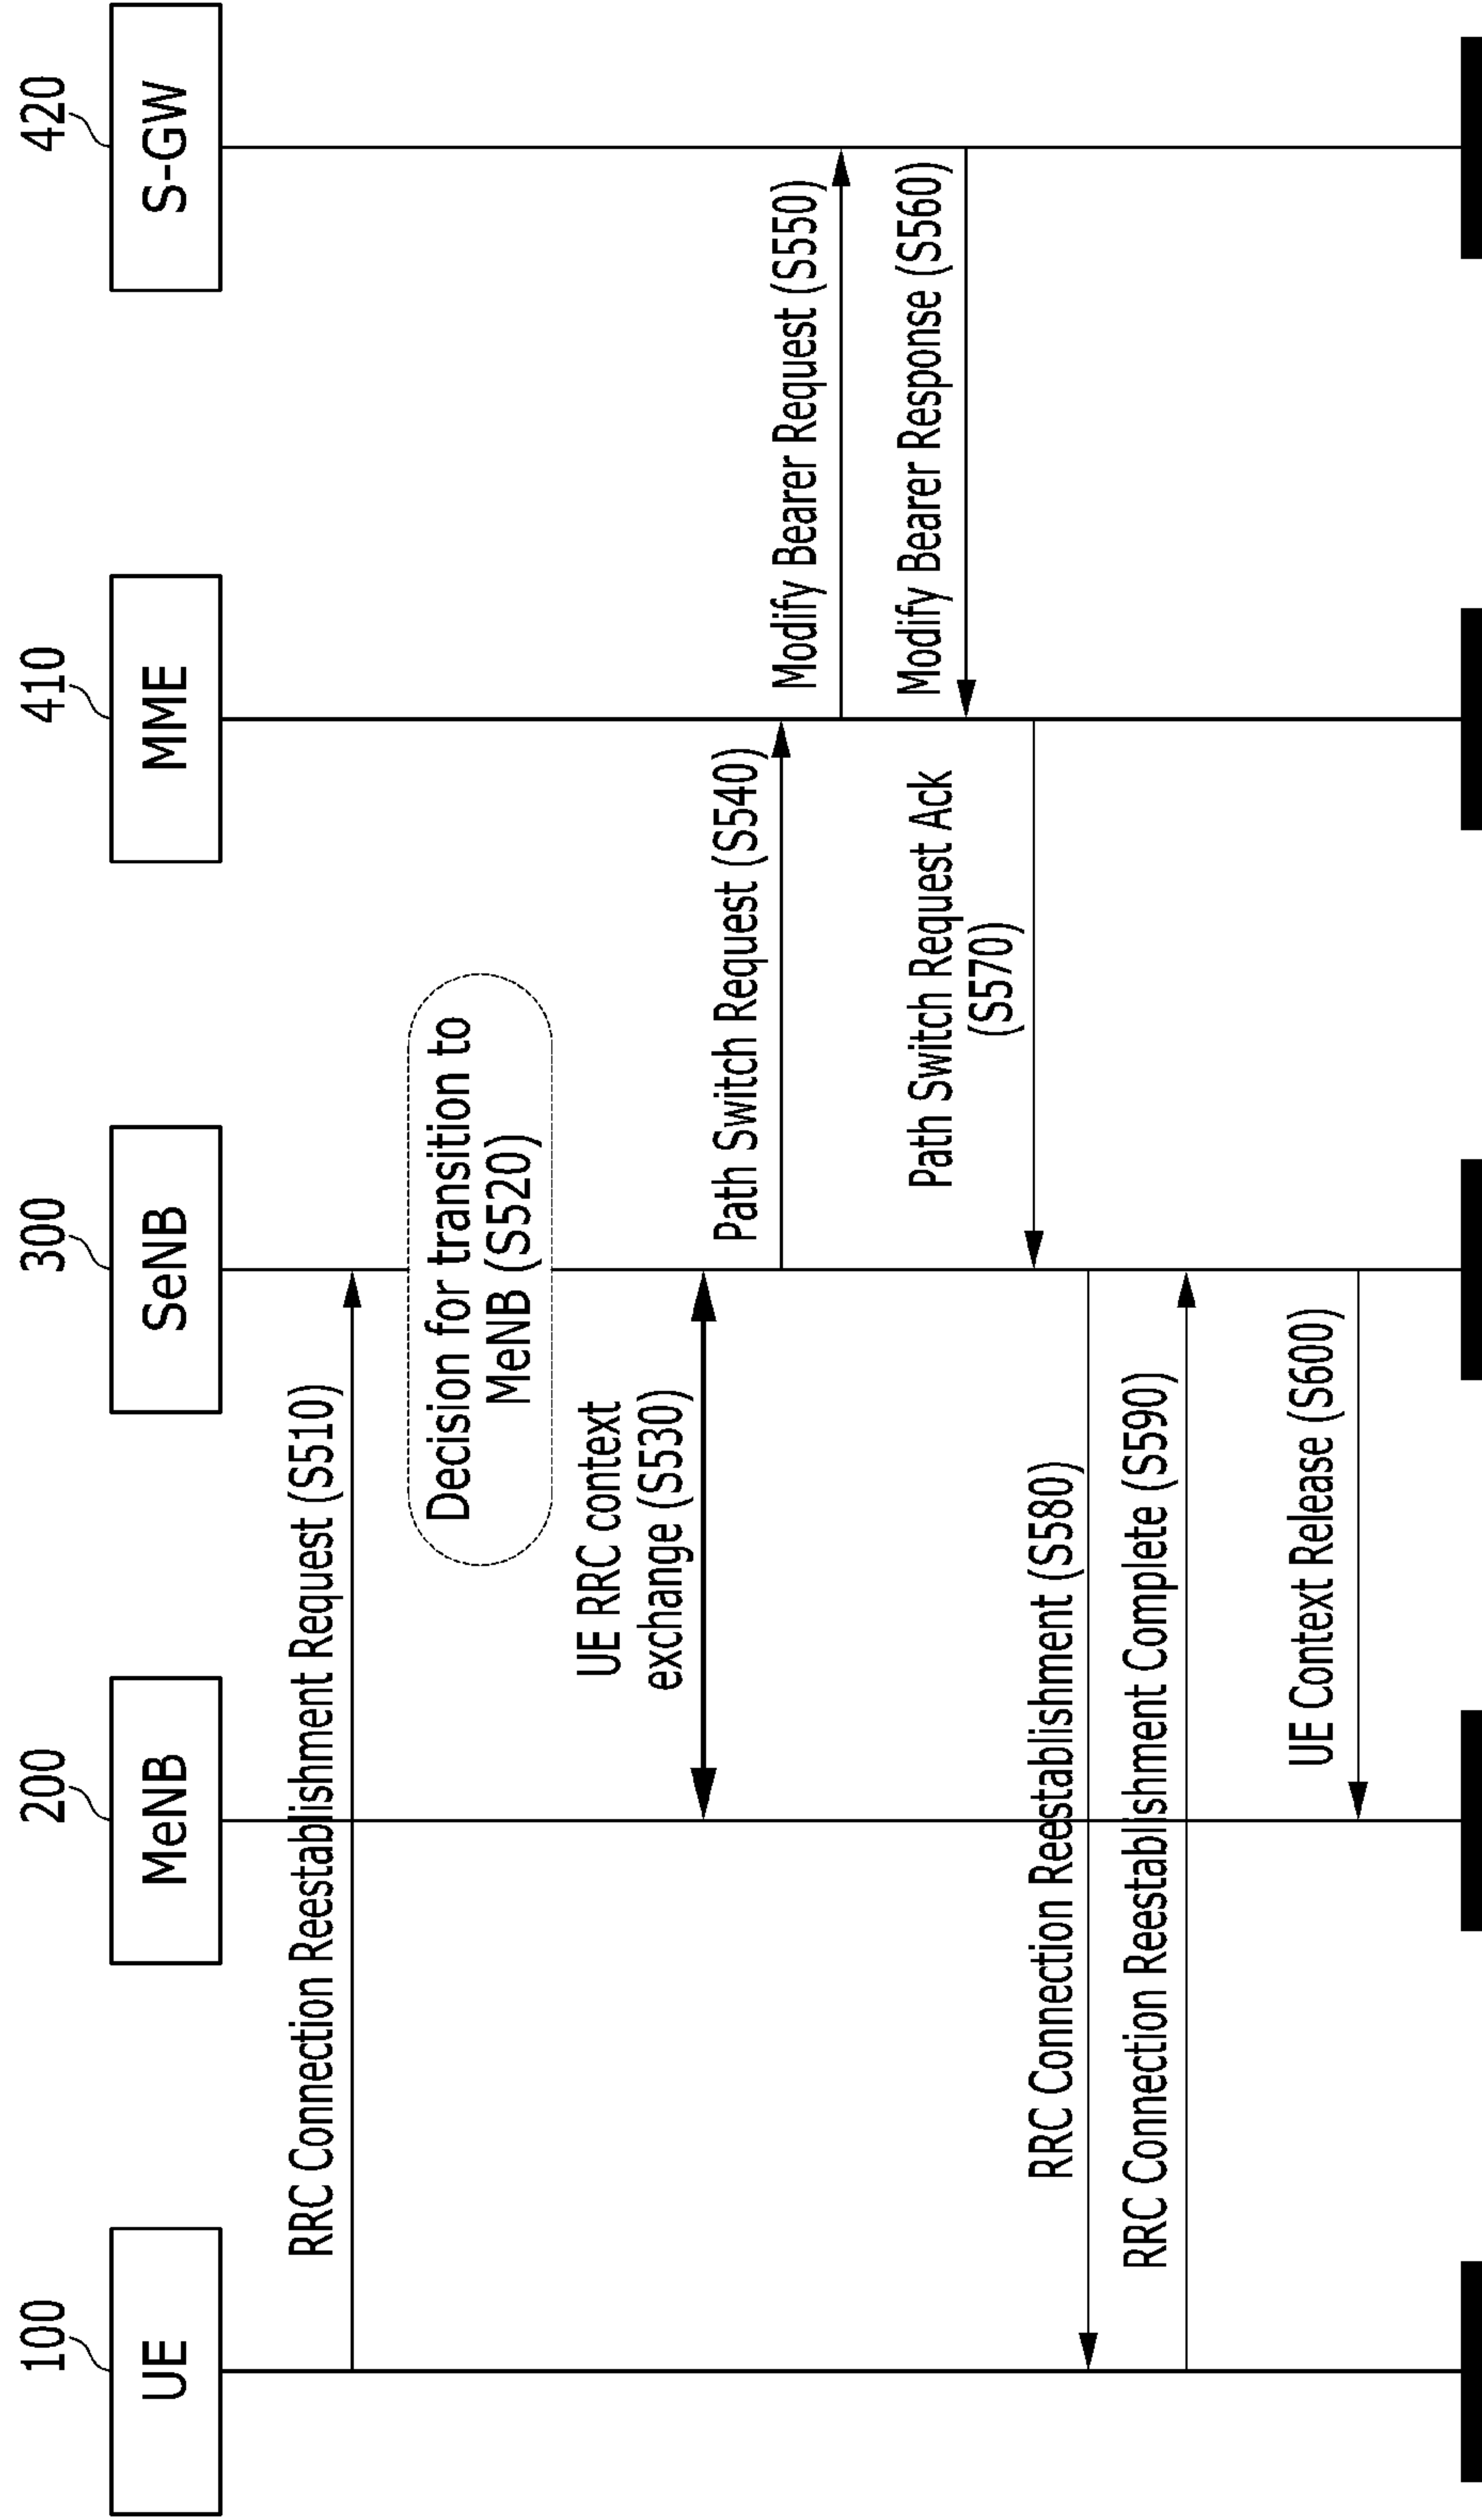 100
200
300
410
420
UE
MeNB
SeNB
MME
S-GW
RRC Connection Reestablishment Request (S510)
Decision for transition to
MeNB (S520)
UE RRC context
exchange (S530)
Path Switch Request (S540)
Modify Bearer Request (S550)
Modify Bearer Response (S560)
Path Switch Request Ack
(S570)
RRC Connection Reestablishment (S580)
RRC Connection Reestablishment Complete (S590)
UE Context Release (S600)